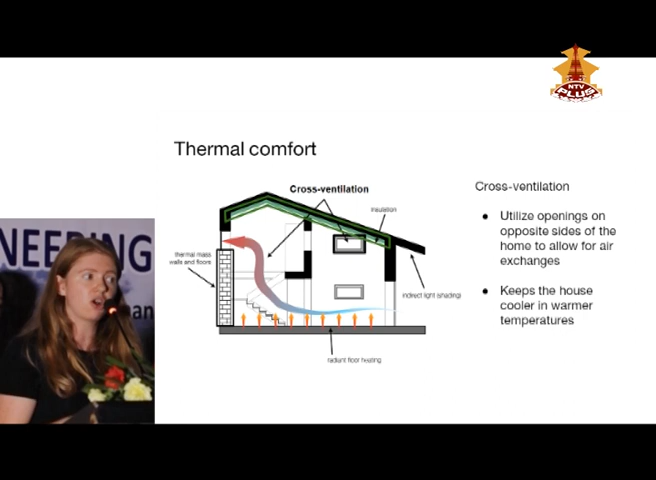 NTV
PLUS
Thermal comfort
Cross-ventilation
insulation
thermal mass
walls and floors
indirect light (shading)
radiant floor heating
Cross-ventilation
● Utilize openings on
opposite sides of the
home to allow for air
exchanges
● Keeps the house
cooler in warmer
temperatures
NEERING